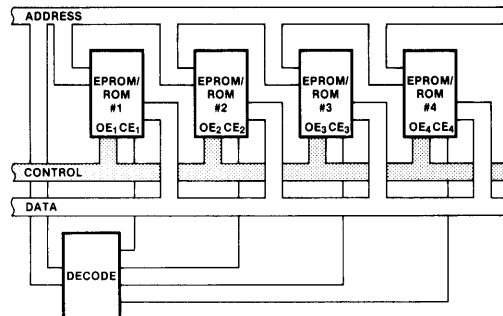 ADDRESS
EPROM/
ROM
#1
OE₁ CE₁
EPROM/
ROM
#2
OE₂ CE₂
EPROM/
ROM
#3
OE₃ CE₃
EPROM/
ROM
#4
OE₄ CE₄
CONTROL
DATA
DECODE